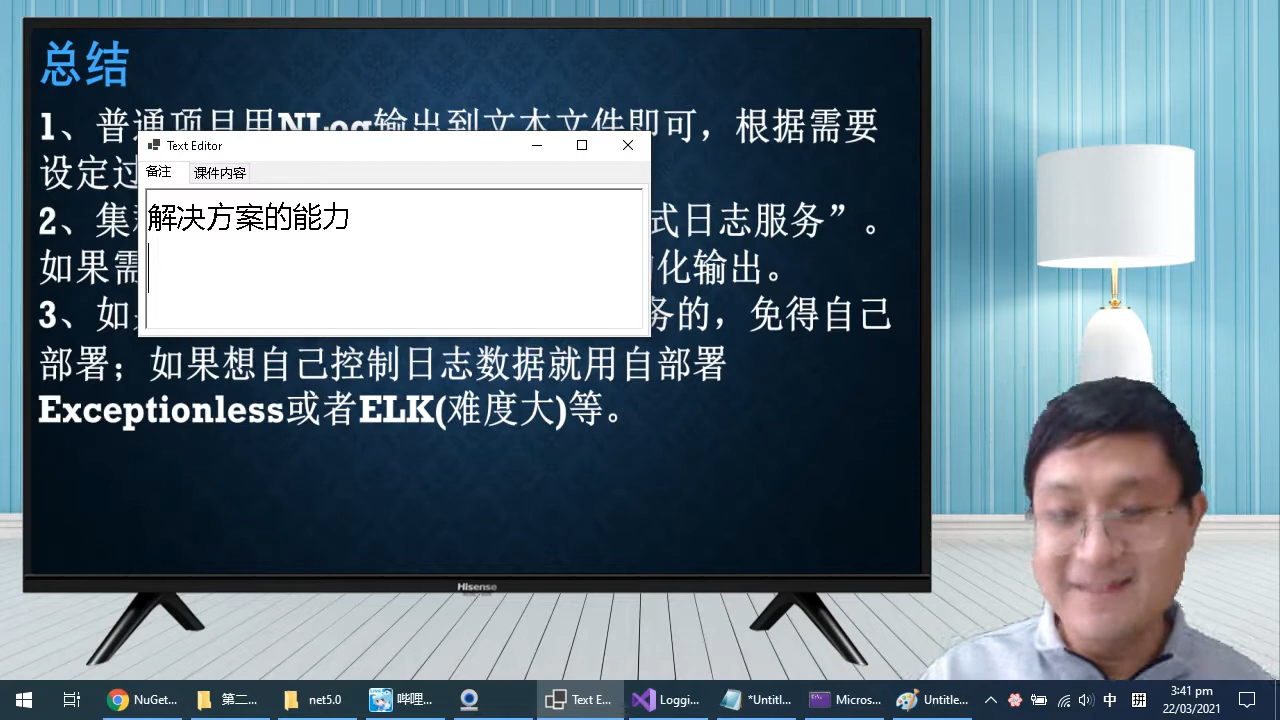 总结
1、普通项目用NLog输出到文本文件即可，根据需要
设定过
2、集
式日志服务”。
如果需
化输出。
3、如
务的，免得自己
部署；如果想自己控制日志数据就用自部署
Exceptionless或者ELK(难度大)等。
Text Editor
备注
课件内容
解决方案的能力
Hisense
NuGet...
第二...
net5.0
哔哩...
Text E...
Loggi...
*Untitl...
Micros...
Untitle...
中
拼
3:41 pm
22/03/2021